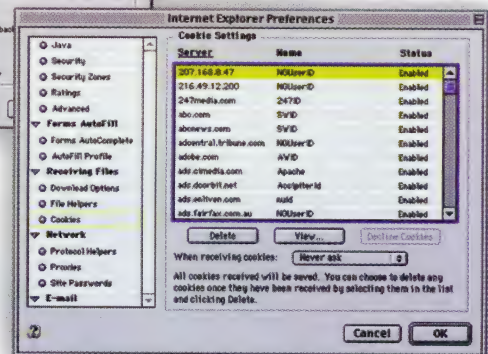 back
Internet Explorer Preferences
Java
Security
Security Zones
Ratings
Advanced
Forms AutoFill
Forms AutoComplete
AutoFill Profile
Receiving Files
Download Options
File Helpers
Cookies
Network
Protocol Helpers
Proxies
Site Passwords
E-mail
Cookie Settings
Server Name Status
207.168.8.47 NGUserID Enabled
216.49.12.200 NGUserID Enabled
247media.com 247ID Enabled
abc.com SWID Enabled
abcnews.com SWID Enabled
adcentral.tribune.com NGUserID Enabled
adobe.com AWID Enabled
ads.cimedia.com Apache Enabled
ads.doorbit.net AccipiterId Enabled
ads.enliven.com nuid Enabled
ads.fairfax.com.au NGUserID Enabled
Delete View... Decline Cookies
When receiving cookies: Never ask
All cookies received will be saved. You can choose to delete any
cookies once they have been received by selecting them in the list
and clicking Delete.
?
Cancel OK